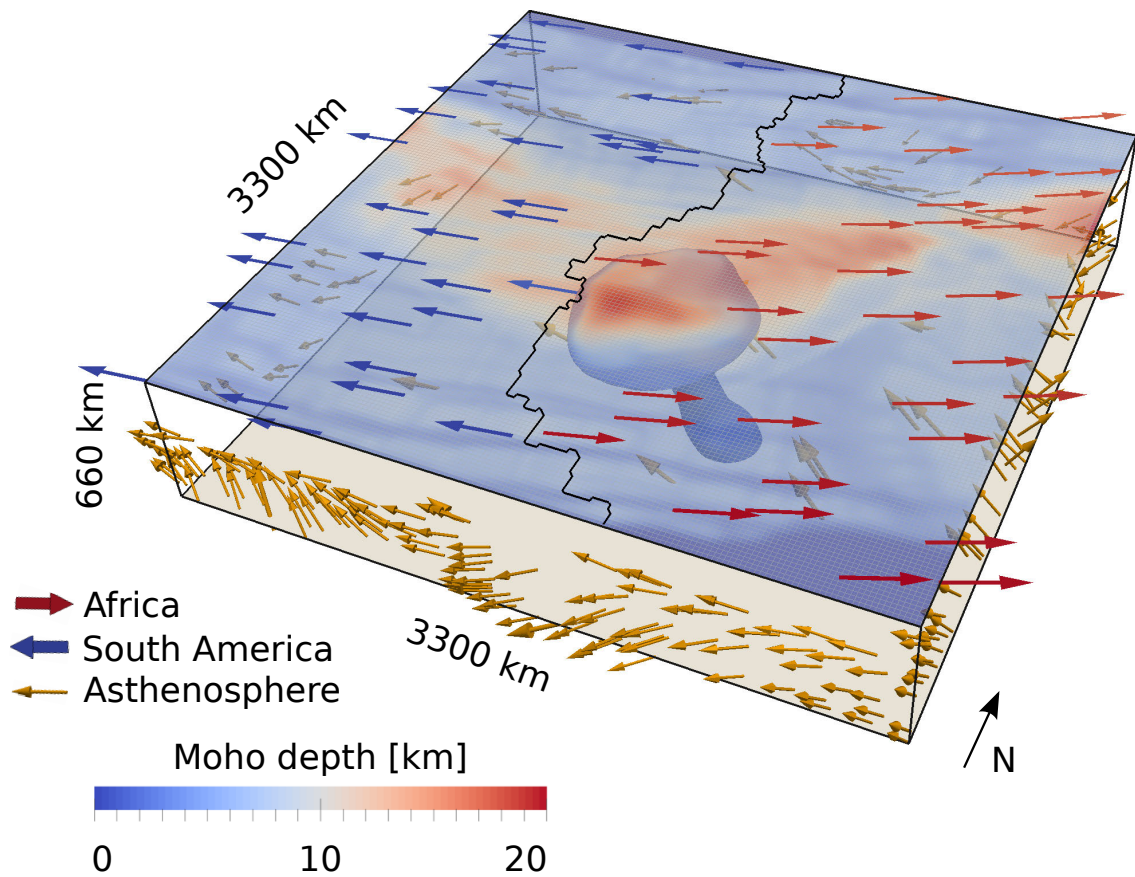 3300 km
660 km
3300 km
Africa
South America
Asthenosphere
N
Moho depth [km]
0 10 20